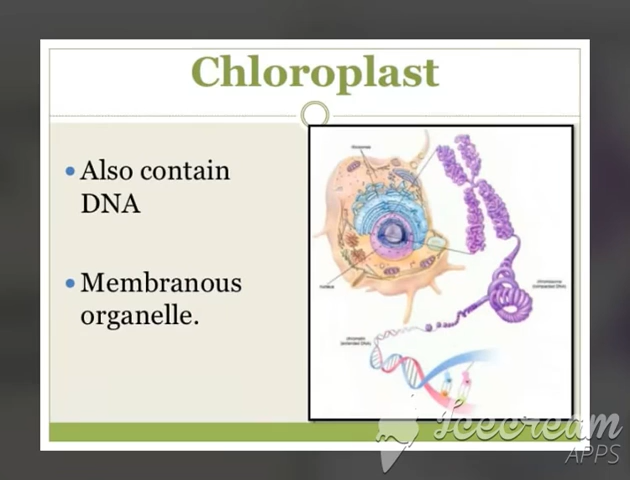 Chloroplast
• Also contain
DNA
• Membranous
organelle.
Icecream
APPS